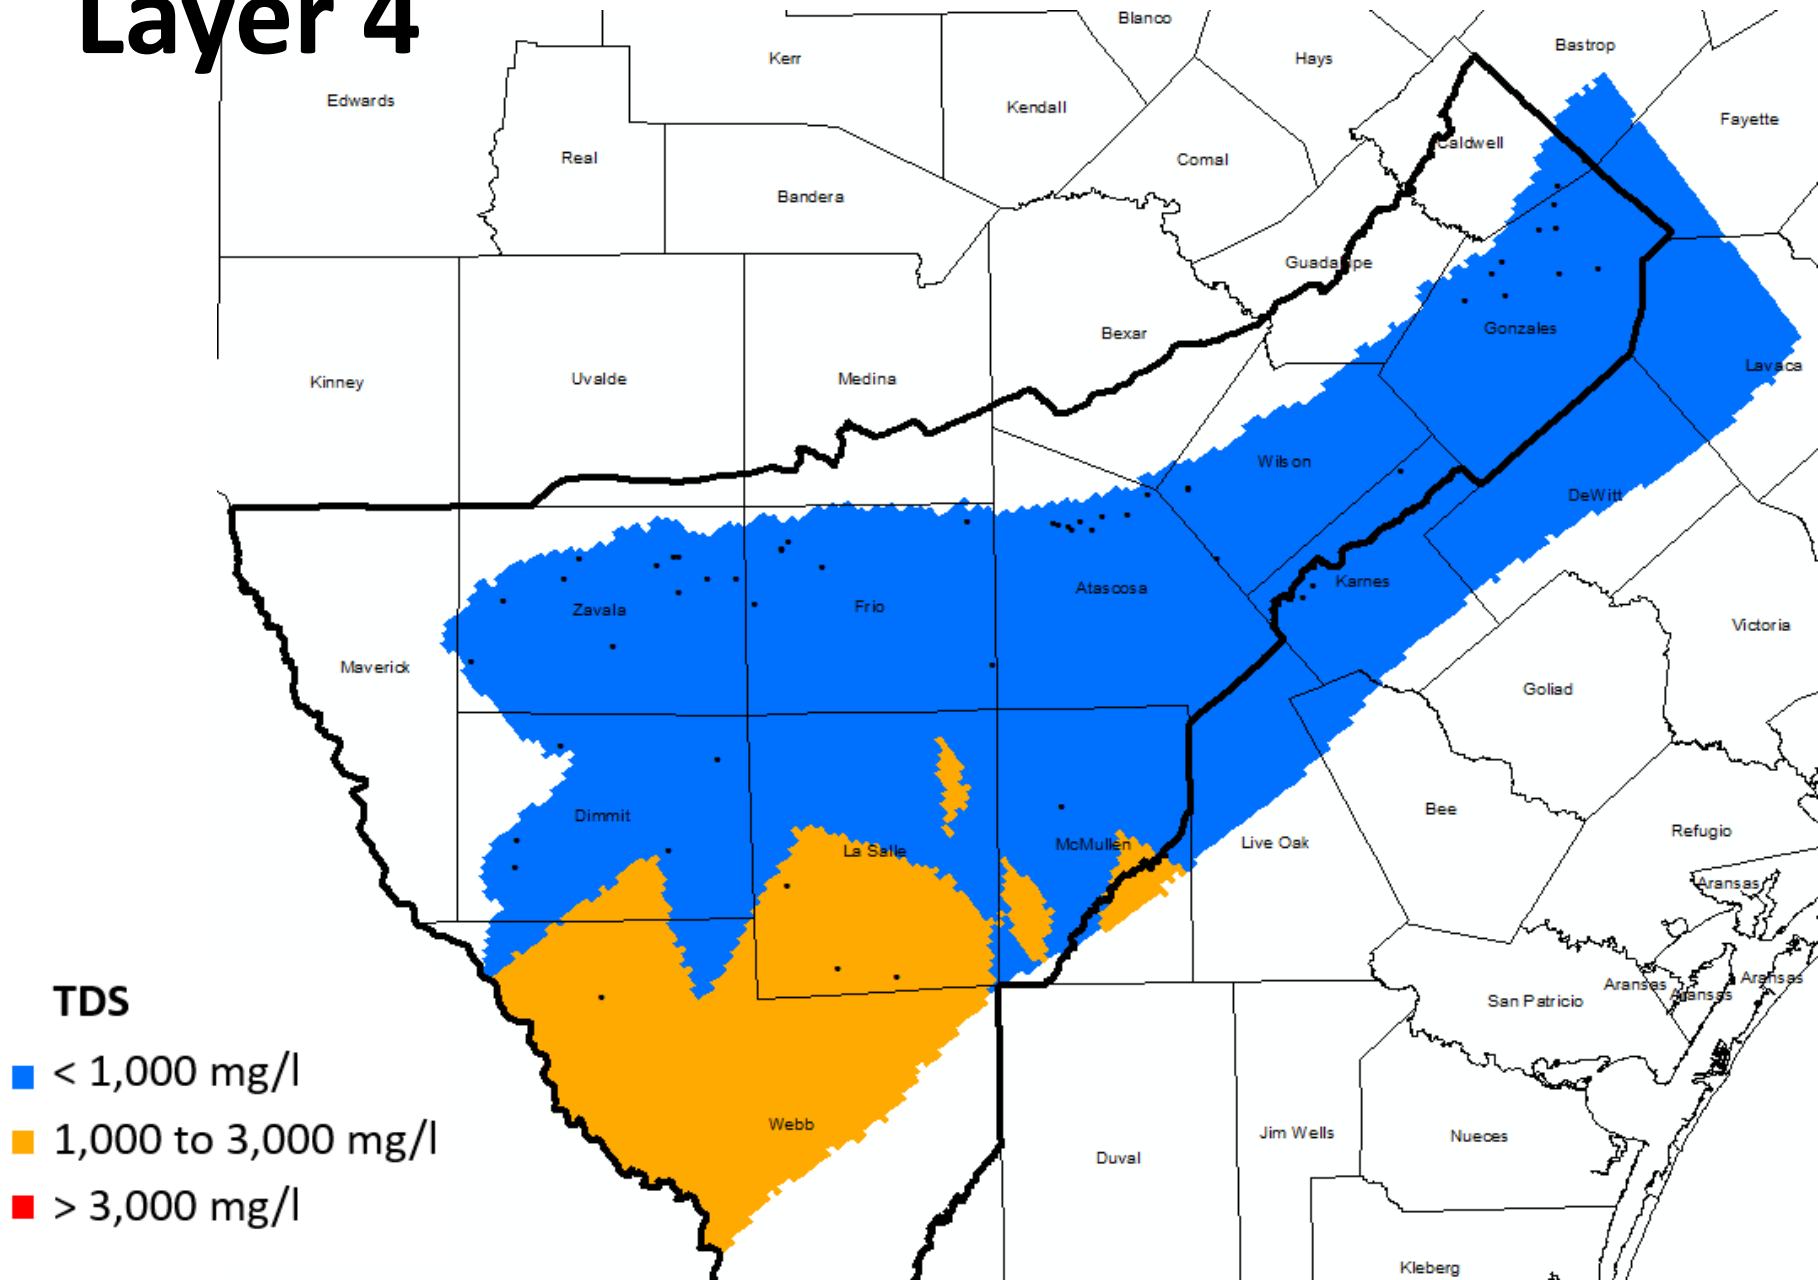 Layer 4
Blanco
Bastrop
Kerr
Hays
Edwards
Kendall
Fayette
Caldwell
Real
Comal
Bandera
Guadalupe
Gonzales
Bexar
Lavaca
Kinney
Uvalde
Medina
Wilson
DeWitt
Karnes
Atascosa
Frio
Zavala
Victoria
Maverick
Goliad
Bee
Dimmit
Refugio
La Salle
McMullen
Live Oak
Aransas
Aransas
Aransas
Aransas
San Patricio
TDS
< 1,000 mg/l
1,000 to 3,000 mg/l
> 3,000 mg/l
Webb
Jim Wells
Nueces
Duval
Kleberg